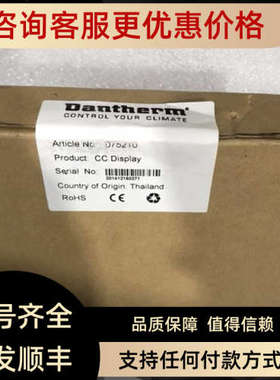 咨询客服更优惠价格
Dantherm®
CONTROL YOUR CLIMATE
Article No: 075210
Product: CC Display
Serial No:
Country of Origin: Thailand
RoHS CE
号齐全
品质保障 值得信赖
发顺丰
支持任何付款方式